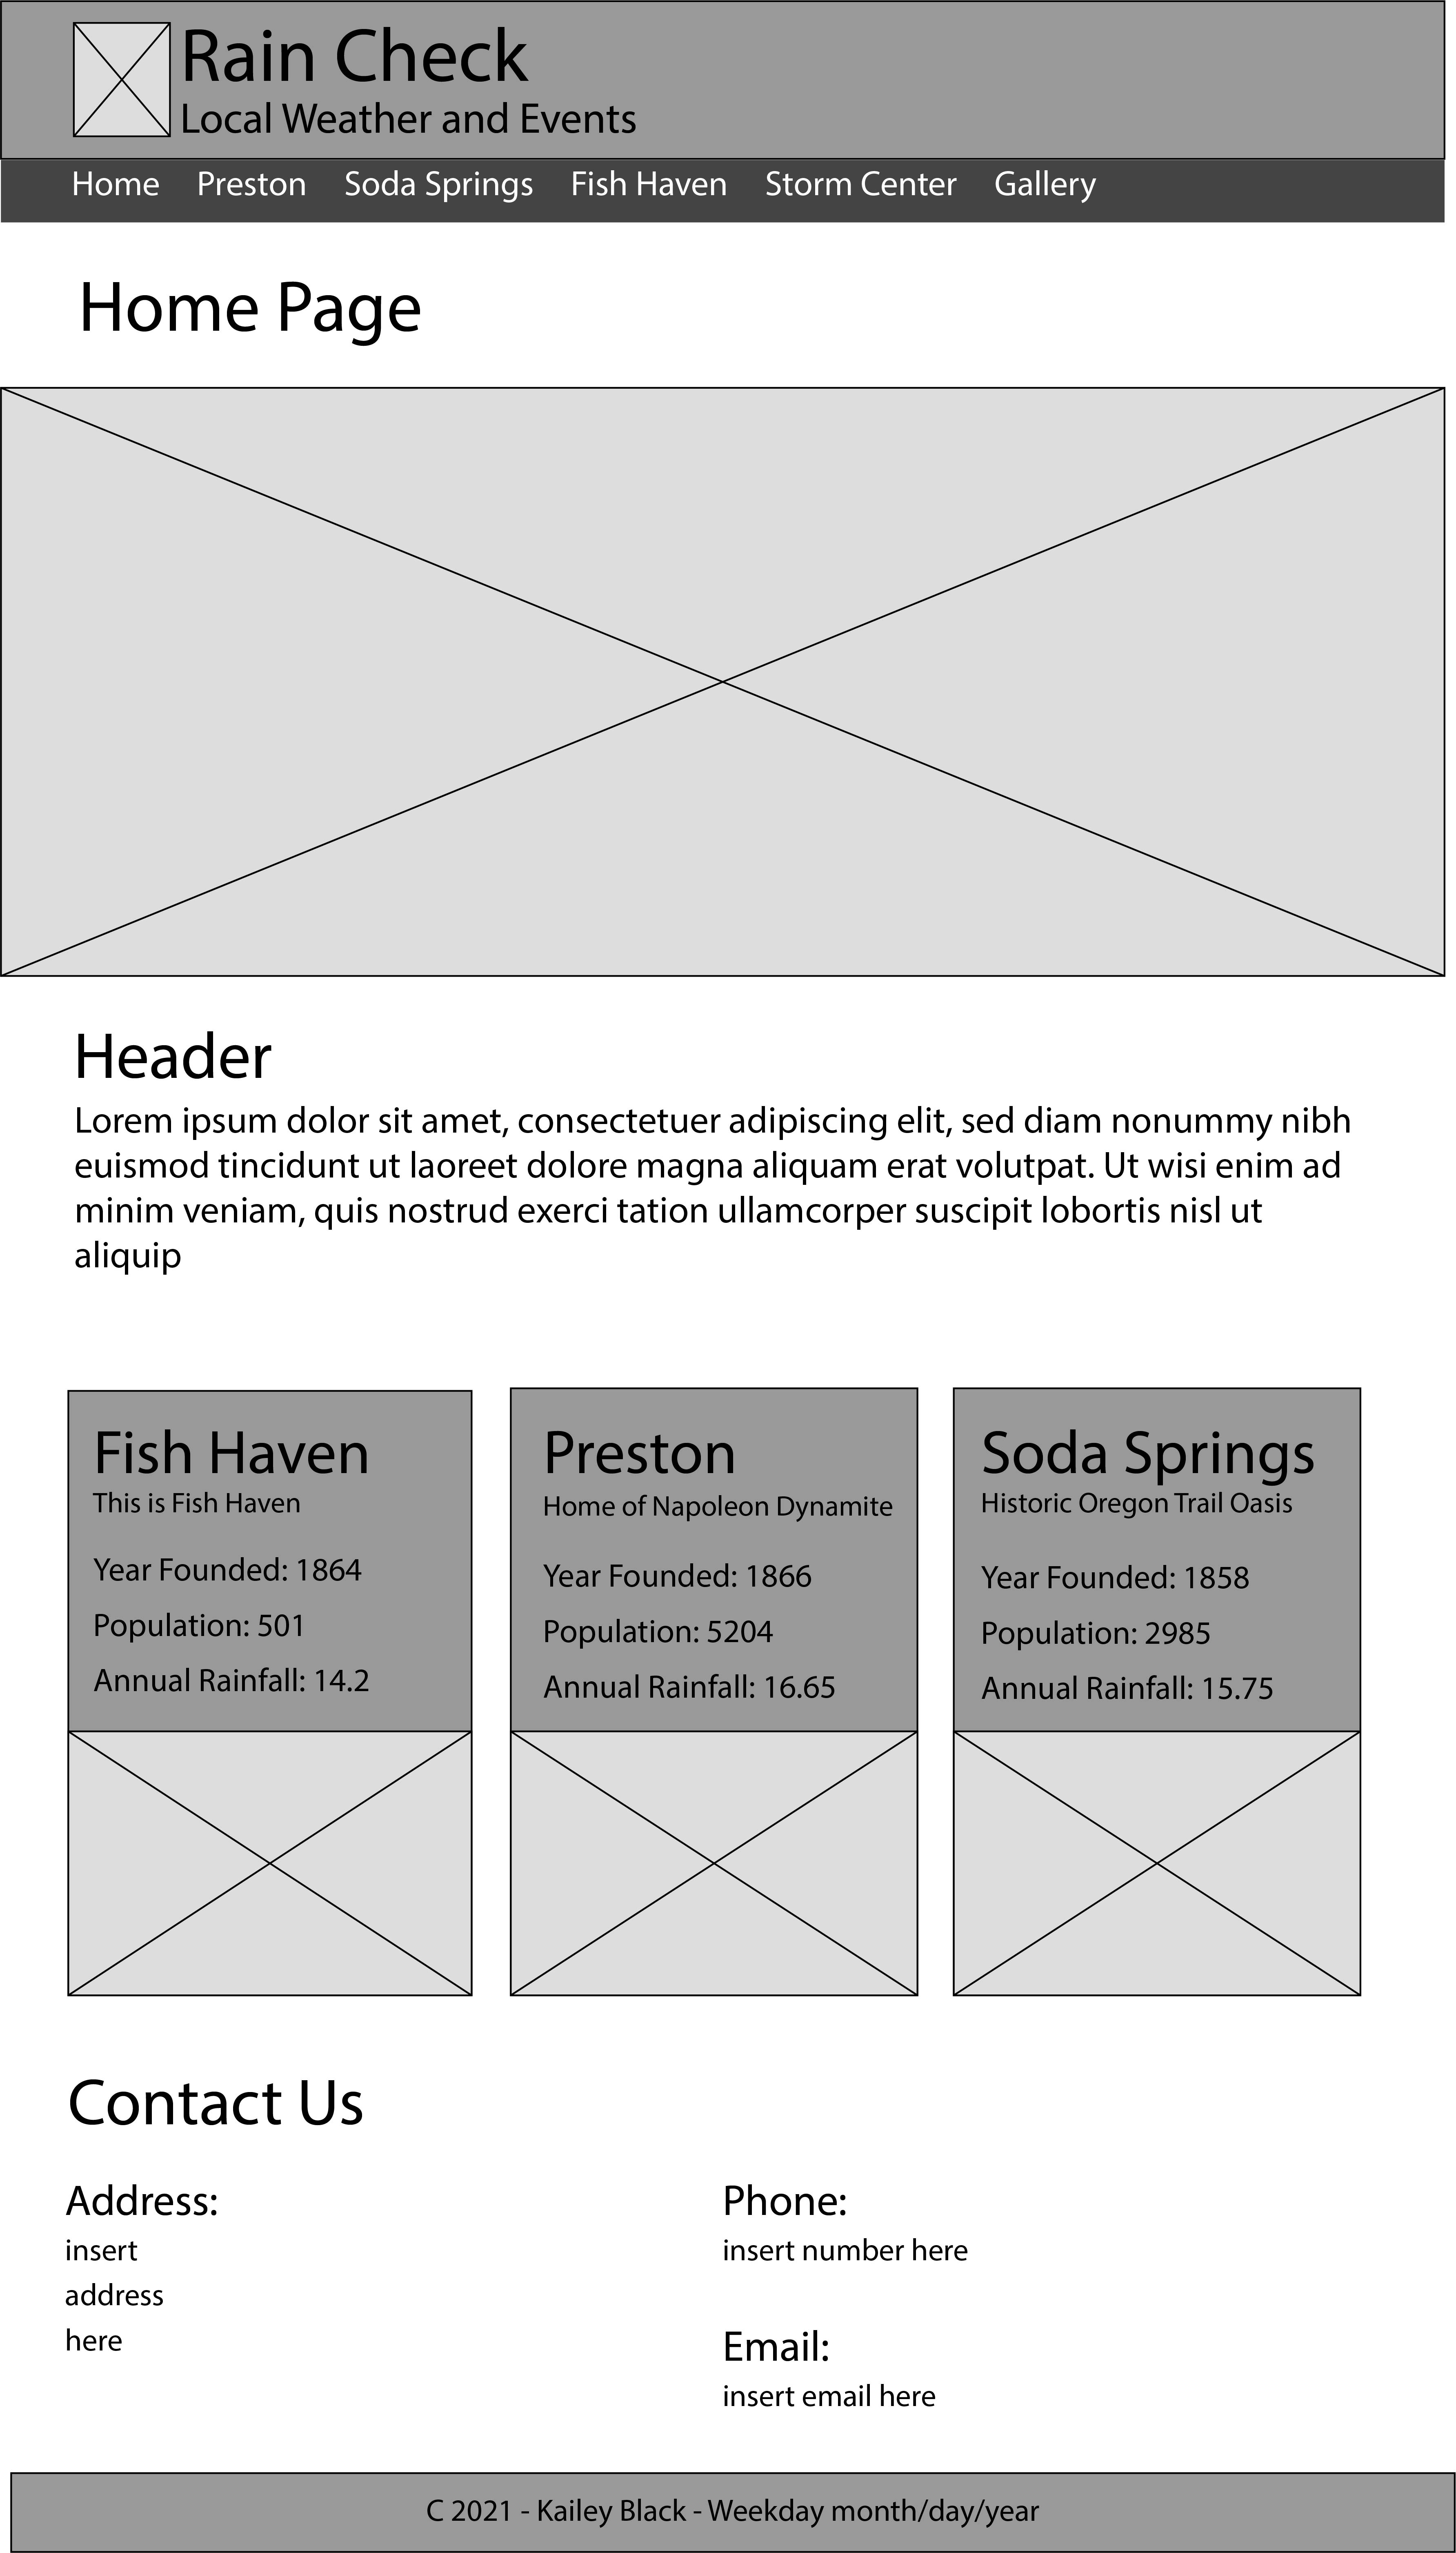 Rain Check
Local Weather and Events
Home Preston Soda Springs Fish Haven Storm Center Gallery
Home Page
Header
Lorem ipsum dolor sit amet, consectetuer adipiscing elit, sed diam nonummy nibh
euismod tincidunt ut laoreet dolore magna aliquam erat volutpat. Ut wisi enim ad
minim veniam, quis nostrud exerci tation ullamcorper suscipit lobortis nisl ut
aliquip
Fish Haven
This is Fish Haven
Year Founded: 1864
Population: 501
Annual Rainfall: 14.2
Preston
Home of Napoleon Dynamite
Year Founded: 1866
Population: 5204
Annual Rainfall: 16.65
Soda Springs
Historic Oregon Trail Oasis
Year Founded: 1858
Population: 2985
Annual Rainfall: 15.75
Contact Us
Address:
insert
address
here
Phone:
insert number here
Email:
insert email here
C 2021 - Kailey Black - Weekday month/day/year